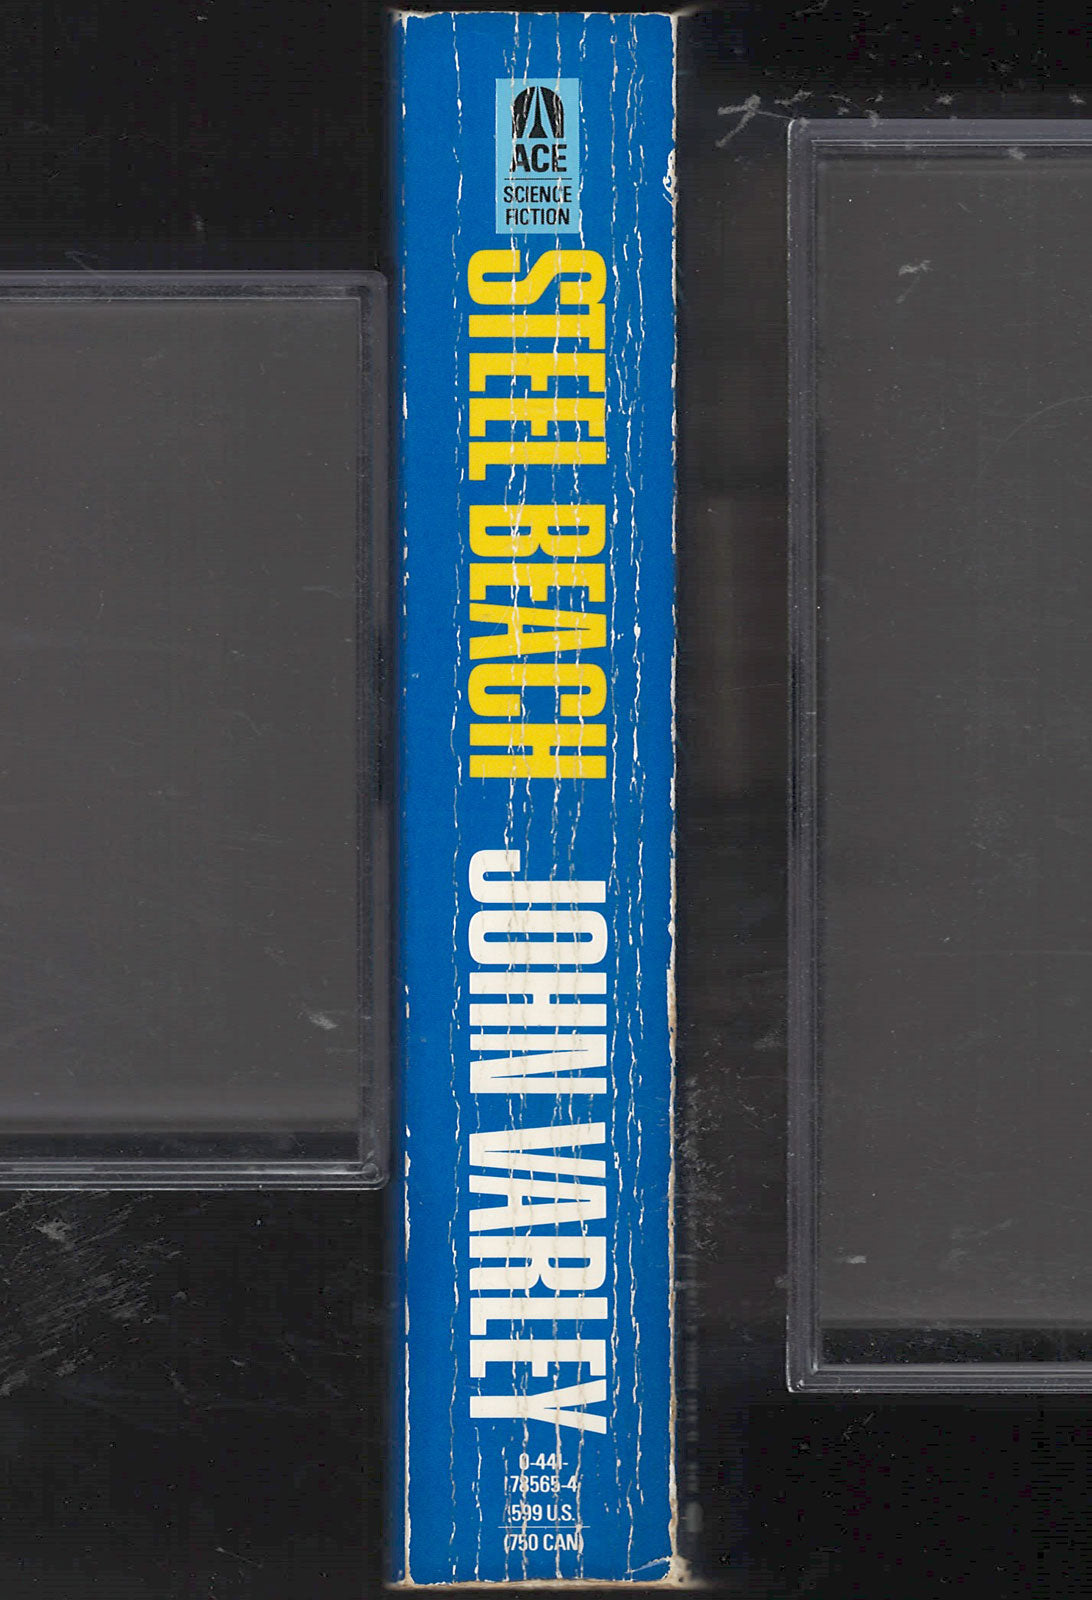 ACE
SCIENCE
FICTION
STEEL BEACH
JOHN VARLEY
0-441-
78565-4
599 U.S.
(750 CAN)